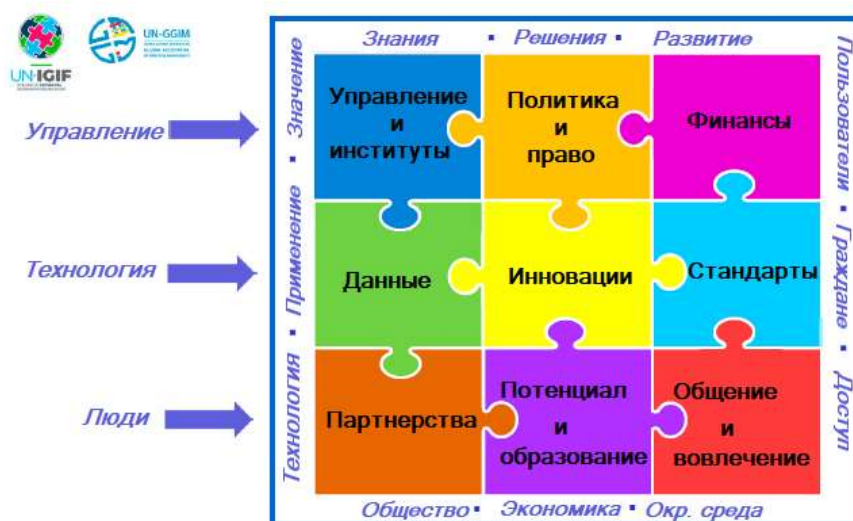 UN-IGIF
UN-GGIM
Знания ▪ Решения ▪ Развитие
Значение ▪ Применение ▪ Технология
Пользователи ▪ Граждане ▪ Доступ
Управление
Управление
и
институты
Политика
и
право
Финансы
Технология
Данные
Инновации
Стандарты
Люди
Партнерства
Потенциал
и
образование
Общение
и
вовлечение
Общество ▪ Экономика ▪ Окр. среда